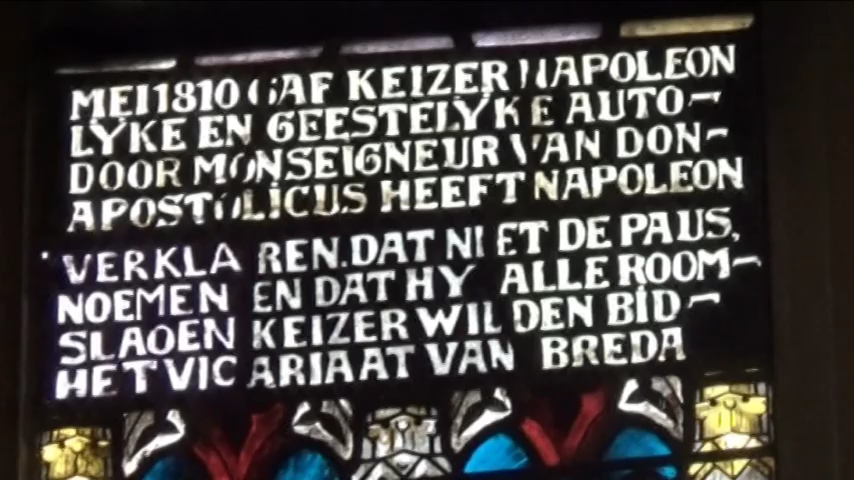 MEI 1810 GAF KEIZER NAPOLEON
LYKE EN GEESTELYKE AUTO-
DOOR MONSEIGNEUR VAN DON-
APOSTOLICUS HEEFT NAPOLEON
VERKLAREN. DAT NIET DE PAUS,
NOEMEN EN DAT HY ALLE ROOM-
SLAOEN KEIZER WILDEN BID-
HET VICARIAAT VAN BREDA